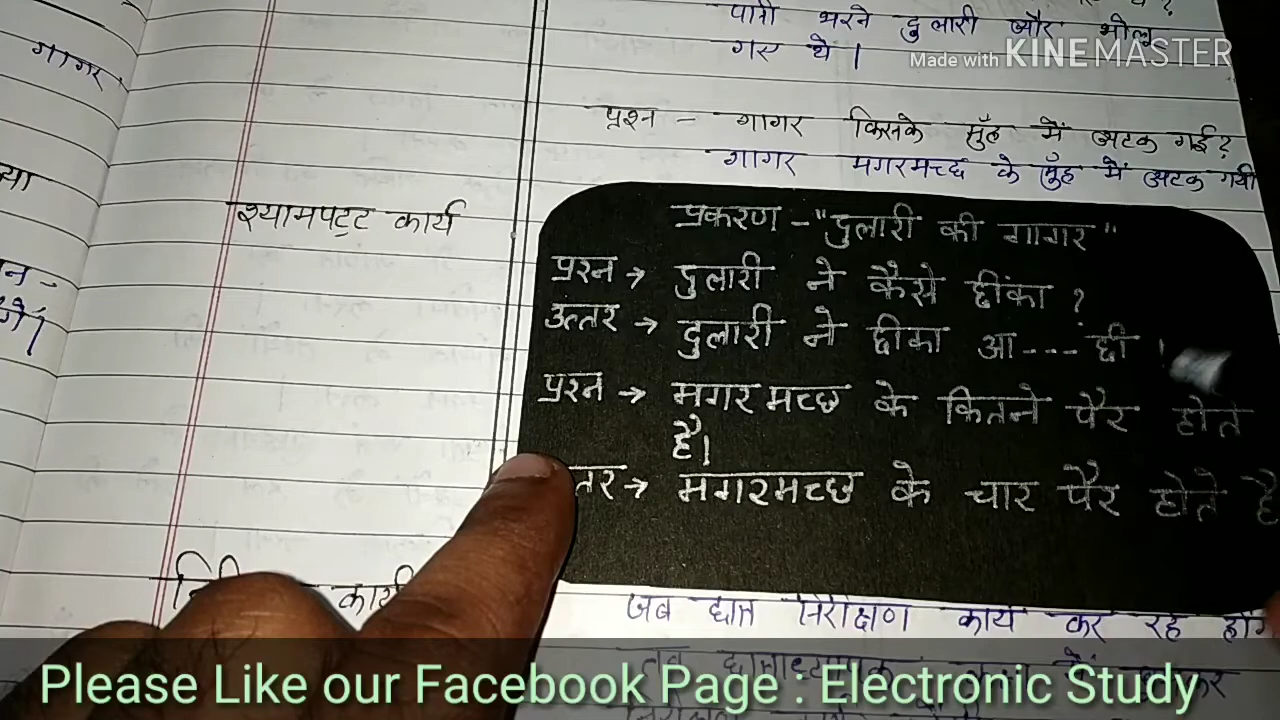 पानी भरने दुलारी और भोलू
गए थे।
Made with KINEMASTER
गागर
प्रश्न - गागर किसके मुँह में अटक गई?
गागर मगरमच्छ के मुँह में अटक गयी
श्यामपट्ट कार्य
प्रकरण - "दुलारी की गागर"
प्रश्न → दुलारी ने कैसे छींका ?
उत्तर → दुलारी ने छीका आ --- छी ।
प्रश्न → मगरमच्छ के कितने पैर होते
है।
त्तर → मगरमच्छ के चार पैर होते है
कार्य
जब छात्र निरीक्षण कार्य कर रहे होंगे
Please Like our Facebook Page : Electronic Study